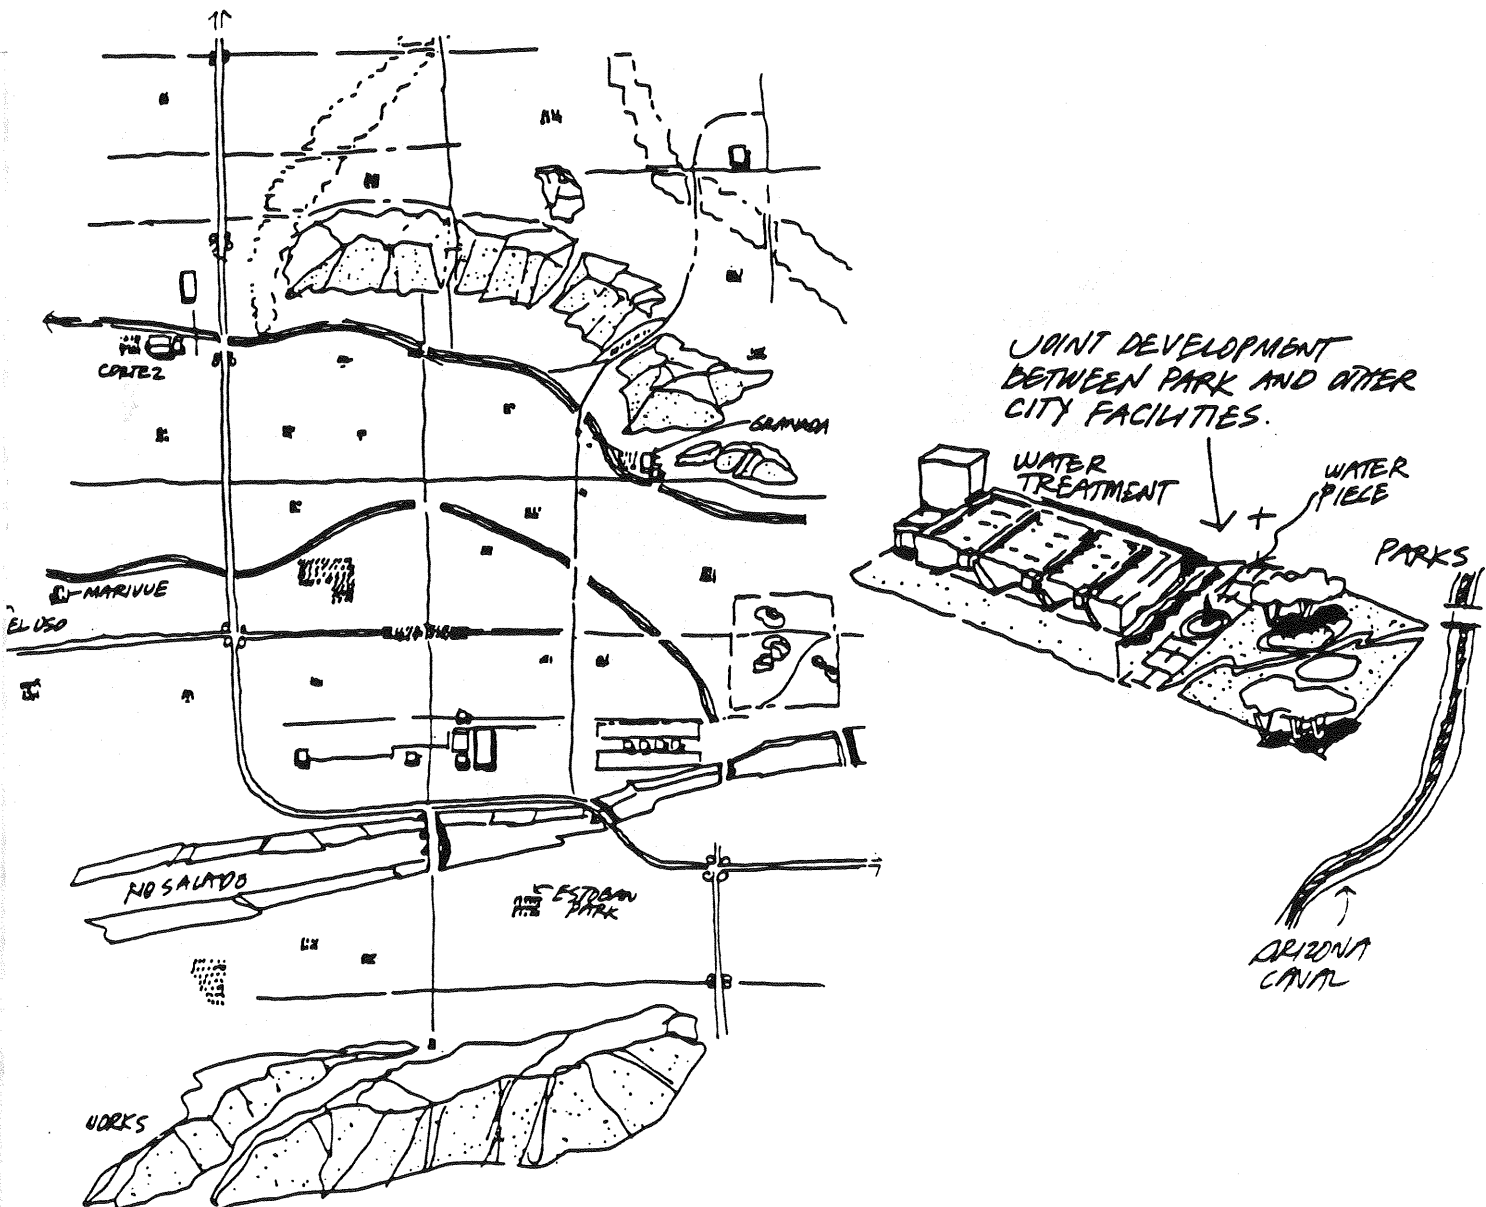 CORTEZ
GRANADA
MARIVUE
EL USO
RIO SALADO
ESTOBAN
PARK
WORKS
JOINT DEVELOPMENT
BETWEEN PARK AND OTHER
CITY FACILITIES.
WATER
TREATMENT
WATER
PIECE
PARKS
ARIZONA
CANAL